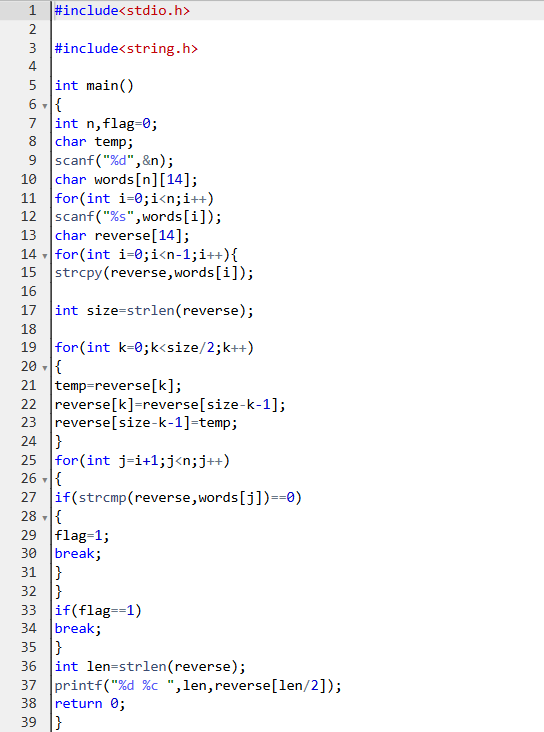 1 #include<stdio.h>
2
3 #include<string.h>
4
5 int main()
6 {
7 int n,flag=0;
8 char temp;
9 scanf("%d",&n);
10 char words[n][14];
11 for(int i=0;i<n;i++)
12 scanf("%s",words[i]);
13 char reverse[14];
14 for(int i=0;i<n-1;i++){
15 strcpy(reverse,words[i]);
16
17 int size=strlen(reverse);
18
19 for(int k=0;k<size/2;k++)
20 {
21 temp=reverse[k];
22 reverse[k]=reverse[size-k-1];
23 reverse[size-k-1]=temp;
24 }
25 for(int j=i+1;j<n;j++)
26 {
27 if(strcmp(reverse,words[j])==0)
28 {
29 flag=1;
30 break;
31 }
32 }
33 if(flag==1)
34 break;
35 }
36 int len=strlen(reverse);
37 printf("%d %c ",len,reverse[len/2]);
38 return 0;
39 }